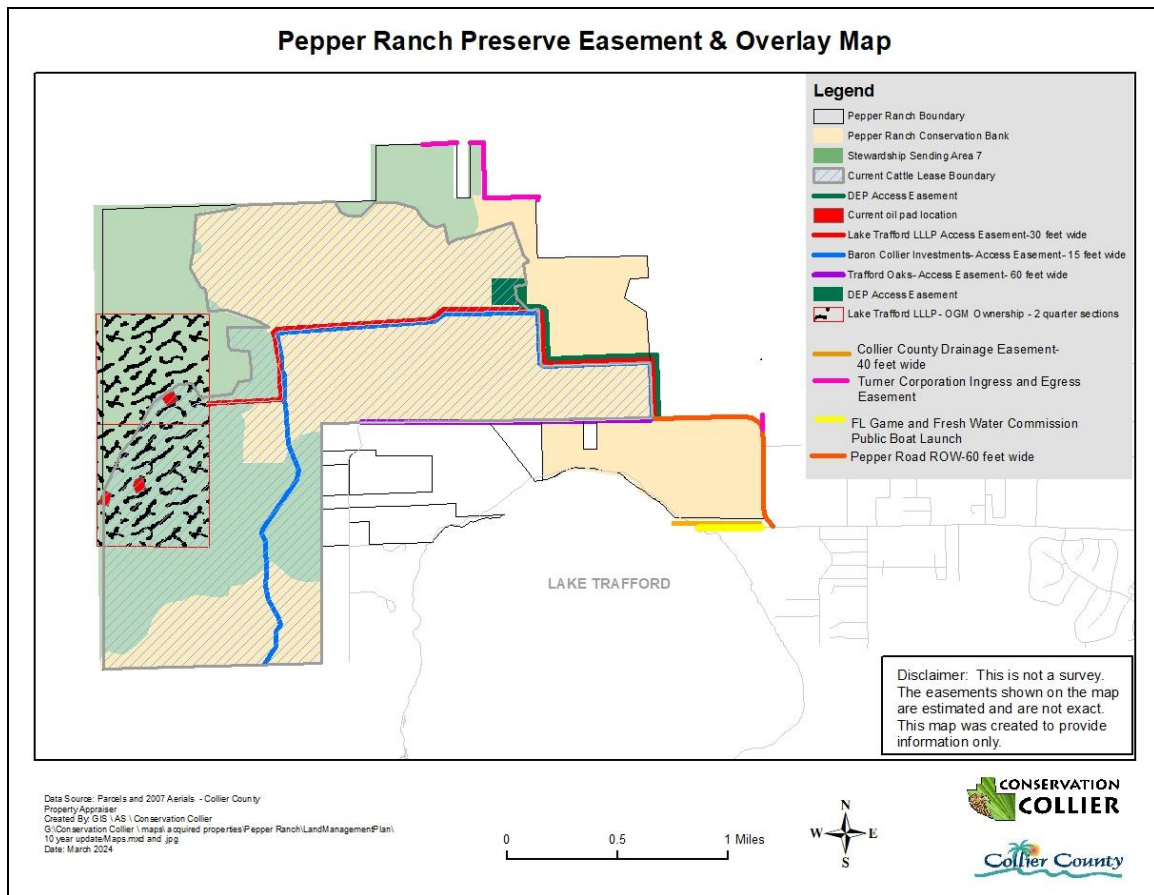 Pepper Ranch Preserve Easement & Overlay Map
Legend
Pepper Ranch Boundary
Pepper Ranch Conservation Bank
Stewardship Sending Area 7
Current Cattle Lease Boundary
DEP Access Easement
Current oil pad location
Lake Trafford LLLP Access Easement-30 feet wide
Baron Collier Investments- Access Easement- 15 feet wide
Trafford Oaks- Access Easement- 60 feet wide
DEP Access Easement
Lake Trafford LLLP- OGM Ownership - 2 quarter sections
Collier County Drainage Easement-
40 feet wide
Turner Corporation Ingress and Egress
Easement
FL Game and Fresh Water Commission
Public Boat Launch
Pepper Road ROW-60 feet wide
LAKE TRAFFORD
Disclaimer: This is not a survey.
The easements shown on the map
are estimated and are not exact.
This map was created to provide
information only.
Data Source: Parcels and 2007 Aerials - Collier County
Property Appraiser
Created By: GIS \ AS \ Conservation Collier
G:\Conservation Collier \ maps\ acquired properties\Pepper Ranch\LandManagementPlan\
10 year update\Maps.mxd and .jpg
Date: March 2024
0 0.5 1 Miles
N
W E
S
CONSERVATION
COLLIER
Collier County